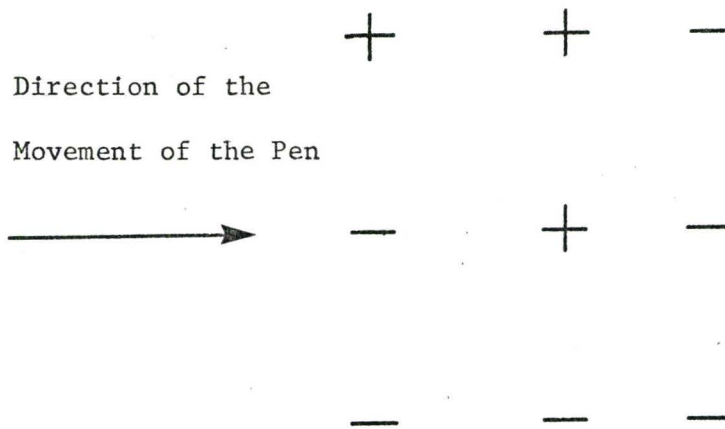 + + −
Direction of the
Movement of the Pen
− + −
− − −